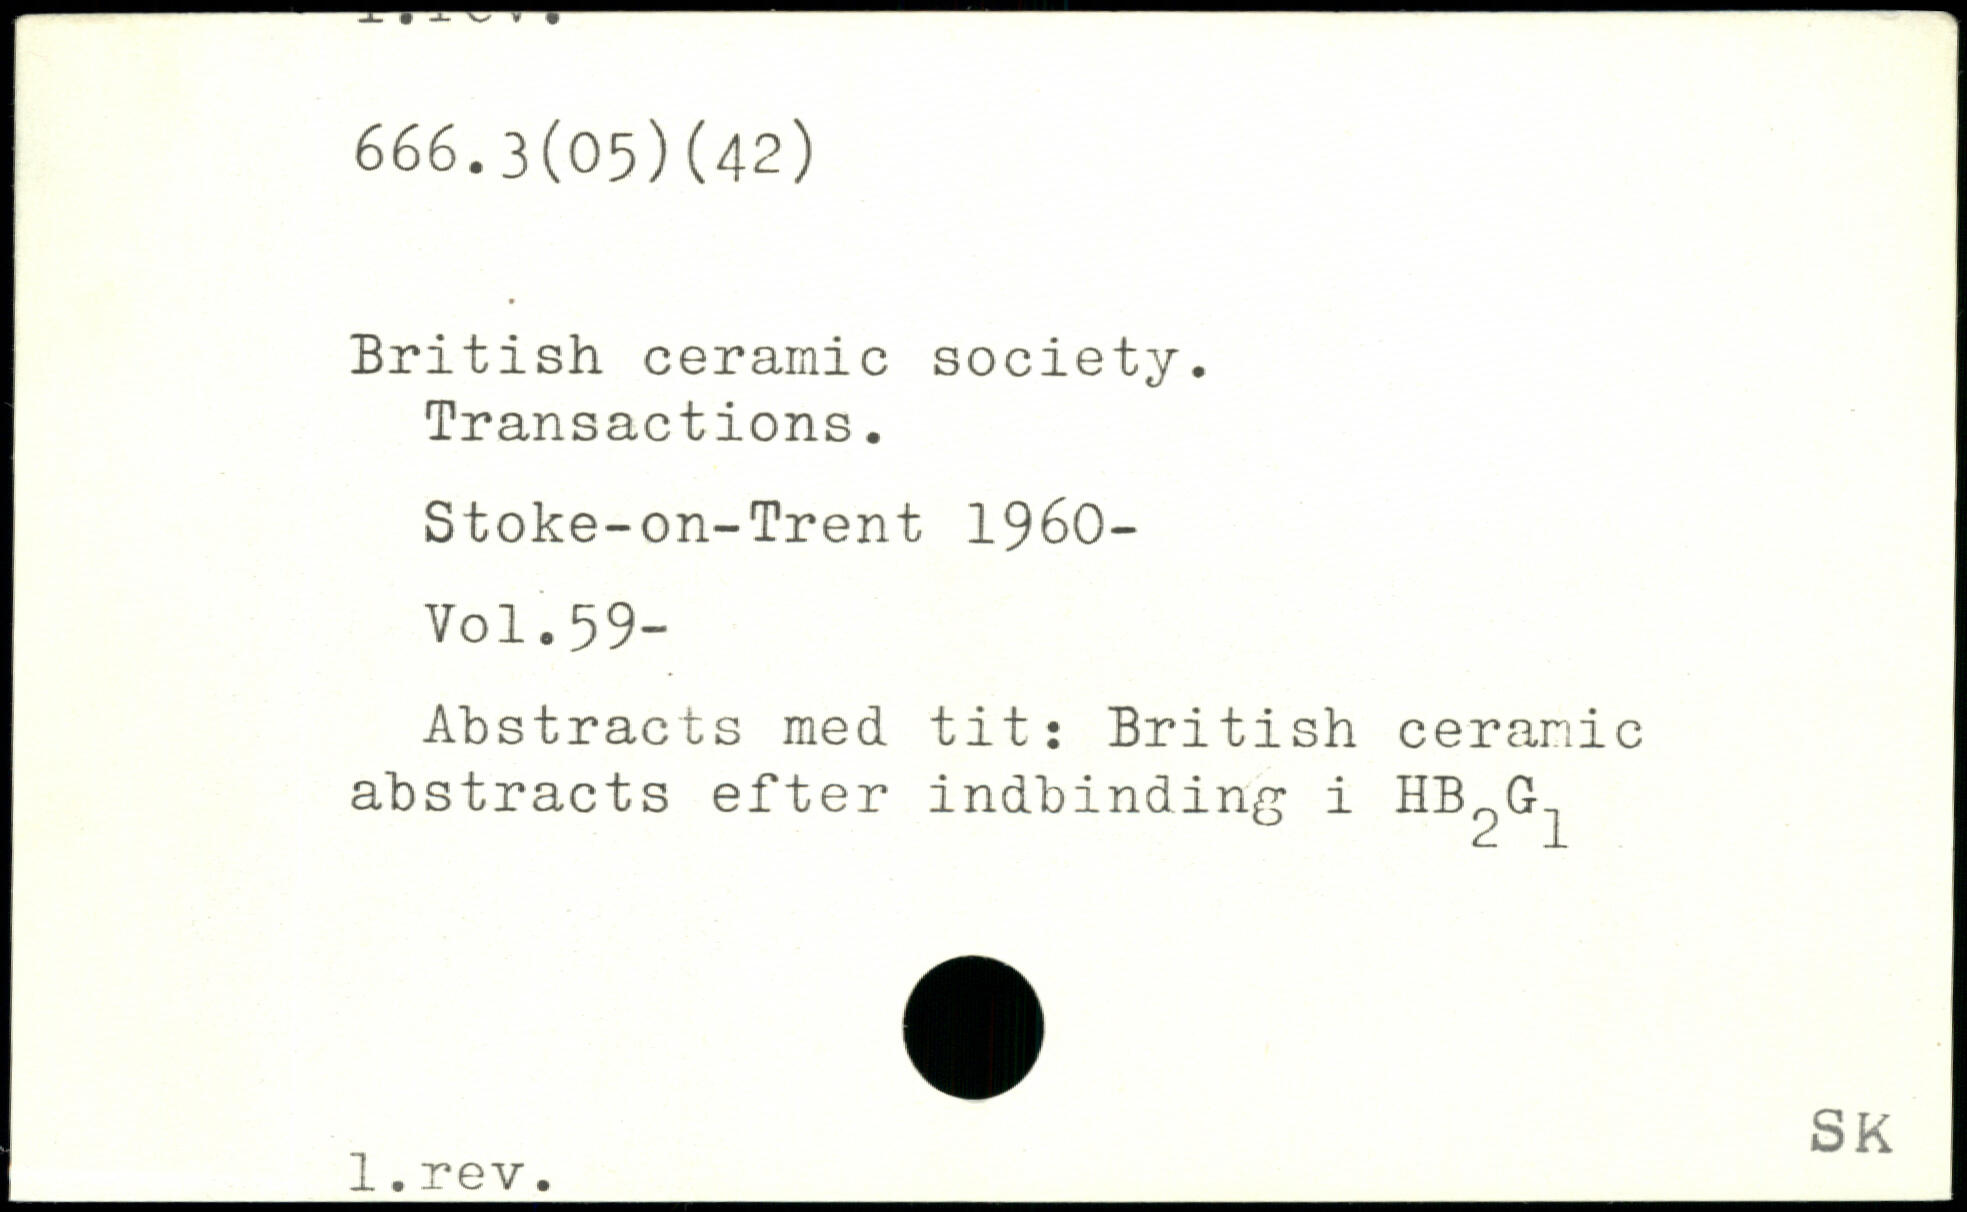 666.3(05)(42)
British ceramic society.
Transactions.
Stoke-on-Trent 1960-
Vol.59-
Abstracts med tit: British ceramic
abstracts efter indbinding i HB₂G₁
SK
1.rev.